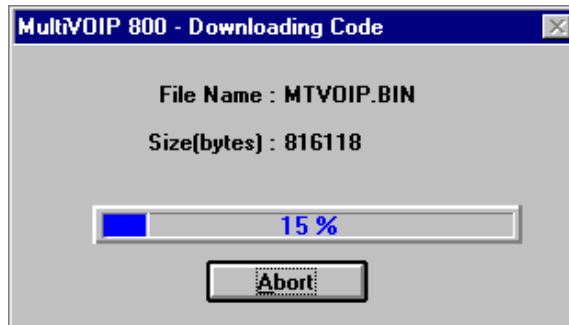 MultiVOIP 800 - Downloading Code
File Name : MTVOIP.BIN
Size(bytes) : 816118
15 %
Abort